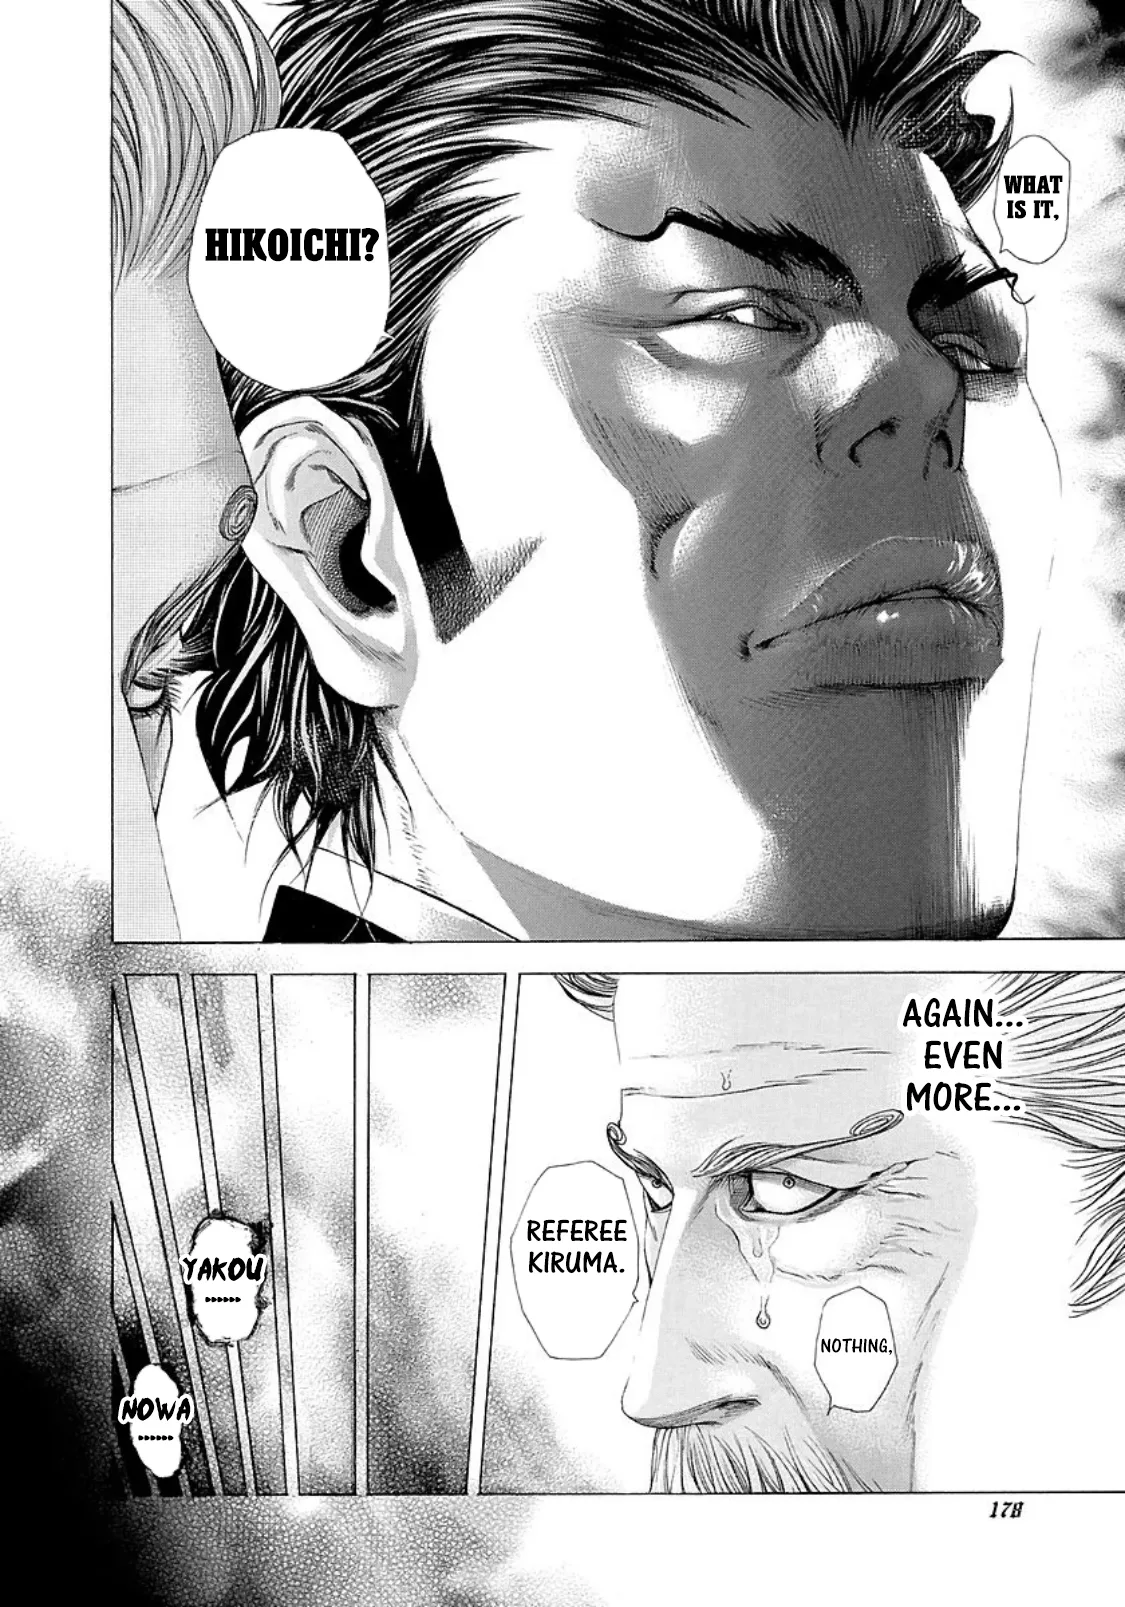 WHAT
IS IT,
HIKOICHI?
AGAIN...
EVEN
MORE...
NOTHING,
REFEREE
KIRUMA.
YAKOU
......
NOWA
......
178